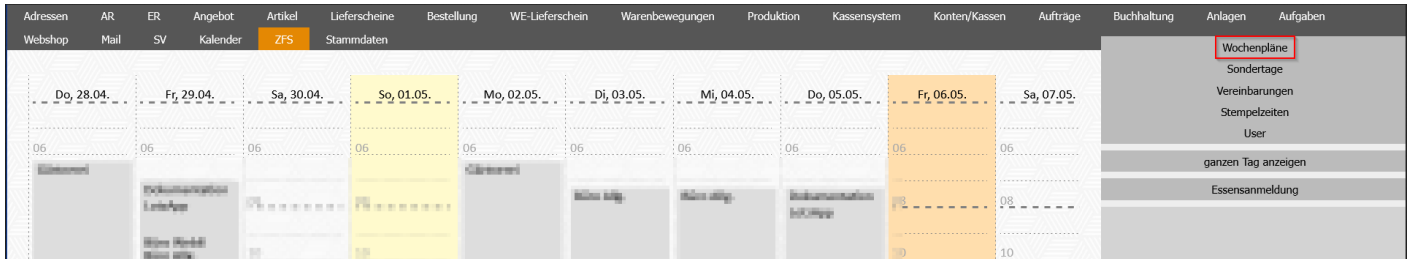 Adressen AR ER Angebot Artikel Lieferscheine Bestellung WE-Lieferschein Warenbewegungen Produktion Kassensystem Konten/Kassen Aufträge Buchhaltung Anlagen Aufgaben
Webshop Mail SV Kalender ZFS Stammdaten
Wochenpläne
Sondertage
Vereinbarungen
Stempelzeiten
User
ganzen Tag anzeigen
Essensanmeldung
Do, 28.04. Fr, 29.04. Sa, 30.04. So, 01.05. Mo, 02.05. Di, 03.05. Mi, 04.05. Do, 05.05. Fr, 06.05. Sa, 07.05.
06 06 06 06 06 06 06 06 06 06
08
10